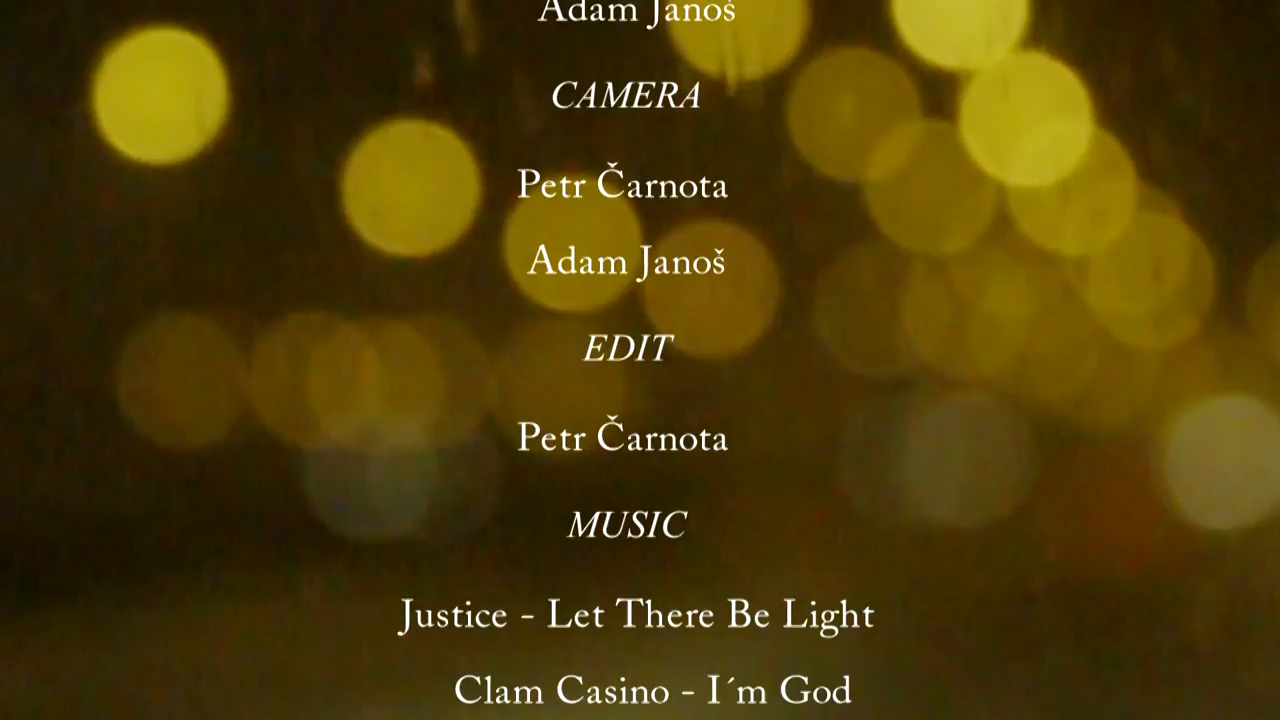 Adam Janoš
CAMERA
Petr Čarnota
Adam Janoš
EDIT
Petr Čarnota
MUSIC
Justice - Let There Be Light
Clam Casino - I´m God